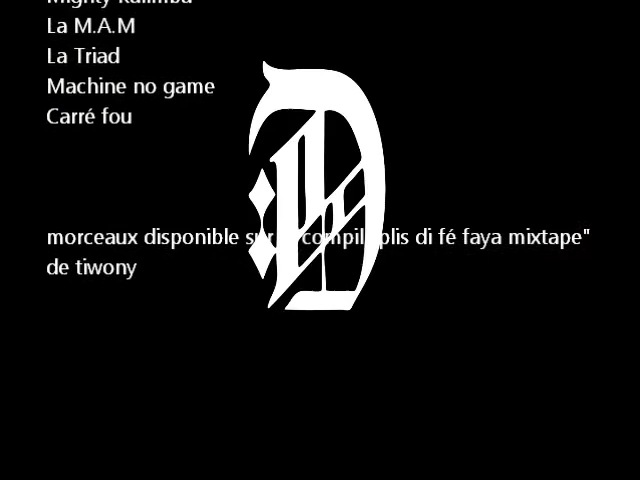 La M.A.M
La Triad
Machine no game
Carré fou
morceaux disponible compil plis di fé faya mixtape"
de tiwony